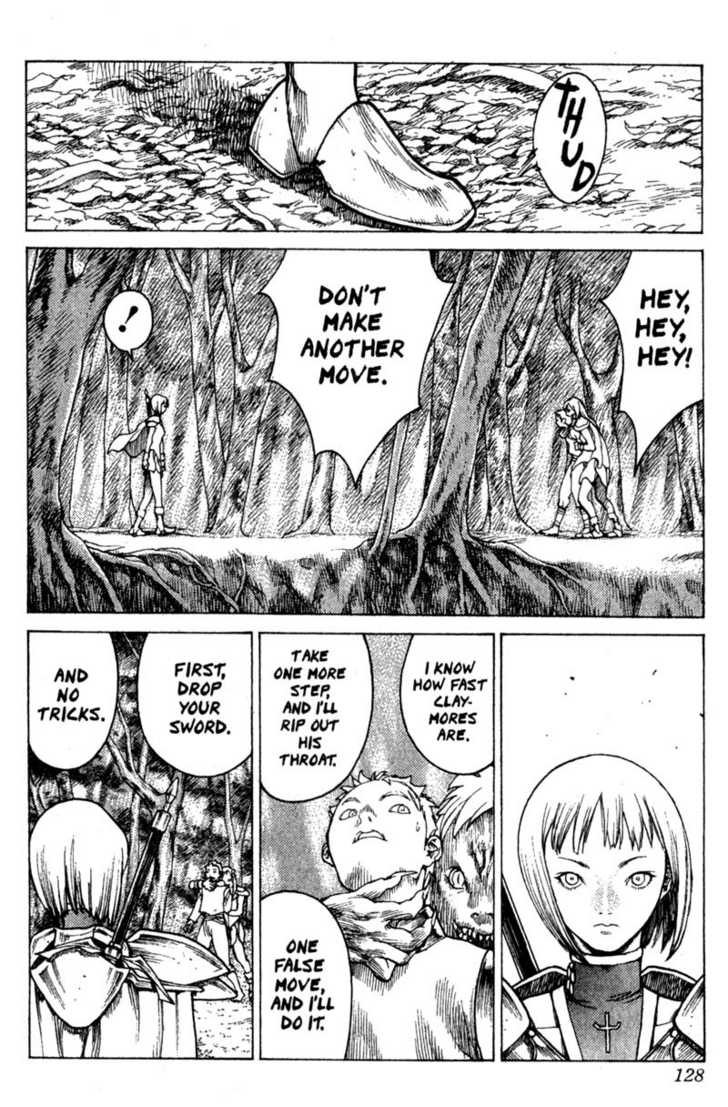 THUD
HEY,
HEY,
HEY!
DON'T
MAKE
ANOTHER
MOVE.
!
I KNOW
HOW FAST
CLAY-
MORES
ARE.
TAKE
ONE MORE
STEP,
AND I'LL
RIP OUT
HIS
THROAT.
ONE
FALSE
MOVE,
AND I'LL
DO IT.
FIRST,
DROP
YOUR
SWORD.
AND
NO
TRICKS.
128